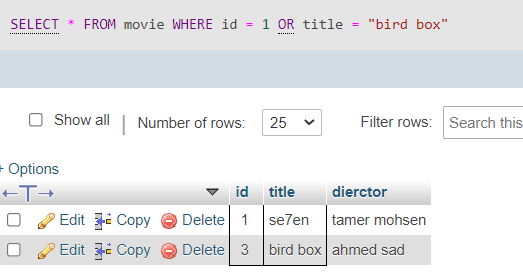 SELECT * FROM movie WHERE id = 1 OR title = "bird box"
Show all | Number of rows: 25 Filter rows: Search this
+ Options
id title dierctor
Edit Copy Delete 1 se7en tamer mohsen
Edit Copy Delete 3 bird box ahmed sad